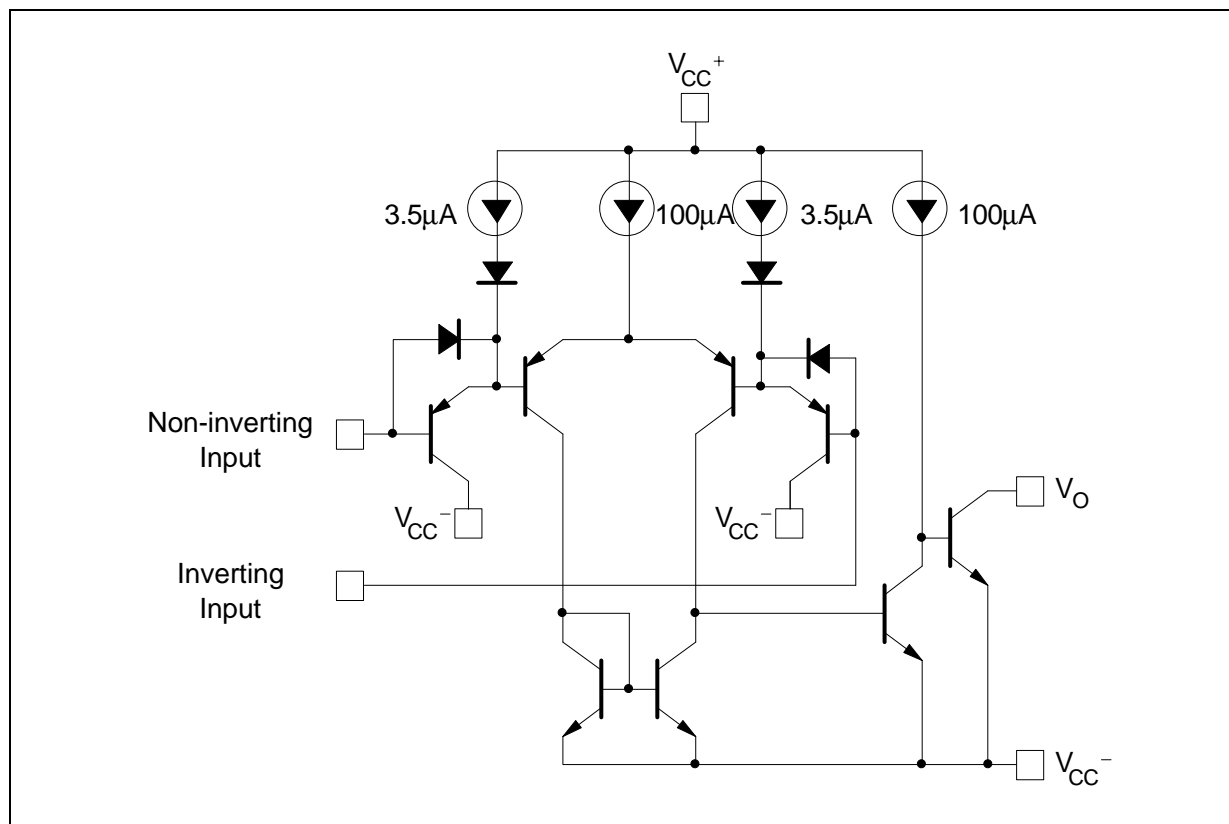 VCC+
3.5µA
100µA
3.5µA
100µA
Non-inverting
Input
VCC−
VCC−
VO
Inverting
Input
VCC−